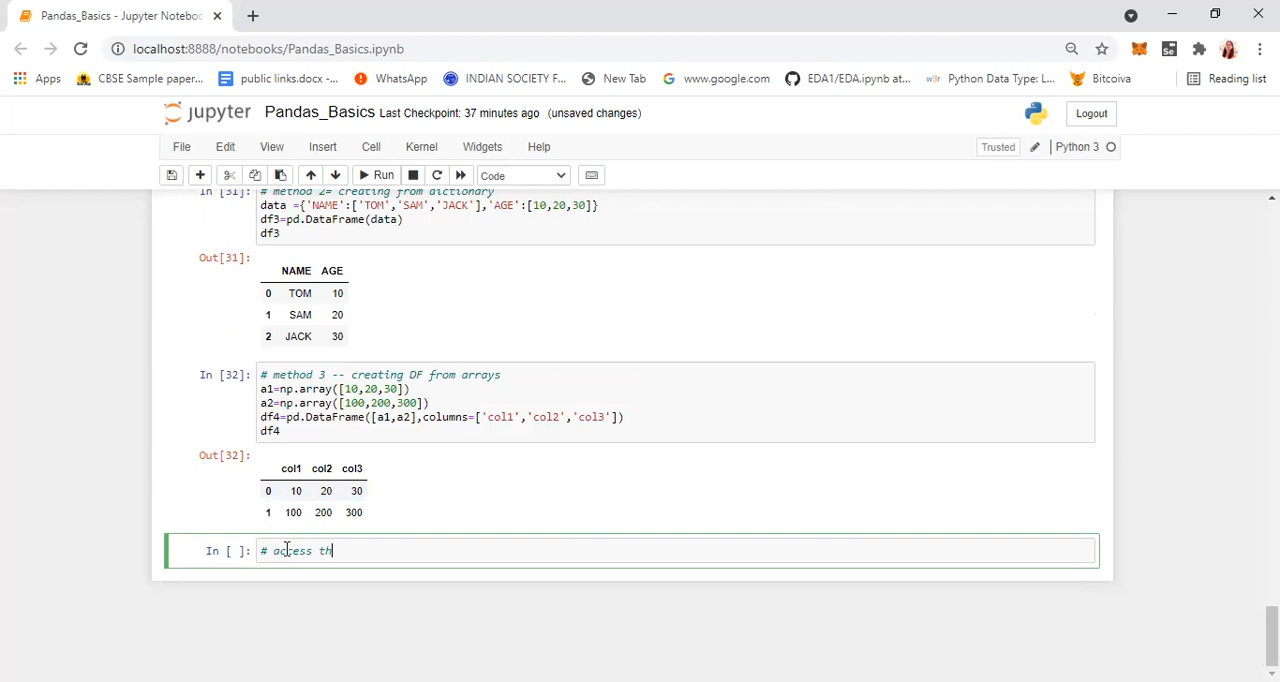 Pandas_Basics - Jupyter Notebo
localhost:8888/notebooks/Pandas_Basics.ipynb
Apps CBSE Sample paper... public links.docx -... WhatsApp INDIAN SOCIETY F... New Tab www.google.com EDA1/EDA.ipynb at... Python Data Type: L... Bitcoiva Reading list
jupyter Pandas_Basics Last Checkpoint: 37 minutes ago (unsaved changes) Logout
File Edit View Insert Cell Kernel Widgets Help Trusted Python 3
Run Code
In [31]: # method 2= creating from dictionary
data ={'NAME':['TOM','SAM','JACK'],'AGE':[10,20,30]}
df3=pd.DataFrame(data)
df3
Out[31]:
NAME AGE
0 TOM 10
1 SAM 20
2 JACK 30
In [32]: # method 3 -- creating DF from arrays
a1=np.array([10,20,30])
a2=np.array([100,200,300])
df4=pd.DataFrame([a1,a2],columns=['col1','col2','col3'])
df4
Out[32]:
col1 col2 col3
0 10 20 30
1 100 200 300
In [ ]: # access th